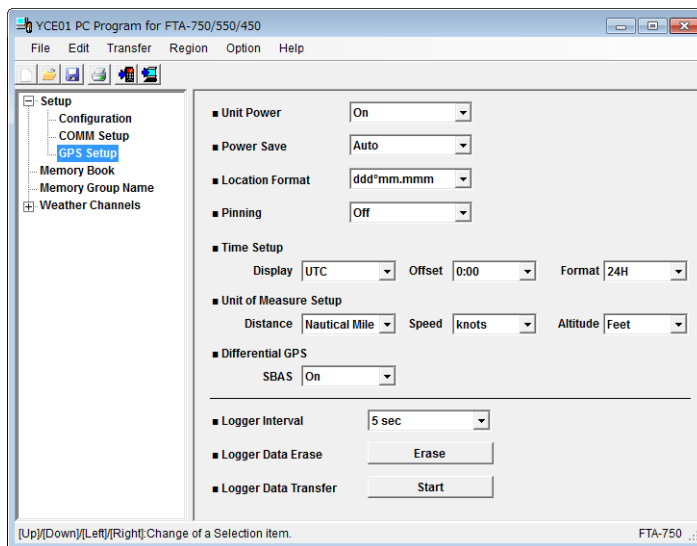 YCE01 PC Program for FTA-750/550/450
File Edit Transfer Region Option Help
Setup
Configuration
COMM Setup
GPS Setup
Memory Book
Memory Group Name
Weather Channels
■ Unit Power On
■ Power Save Auto
■ Location Format ddd°mm.mmm
■ Pinning Off
■ Time Setup
Display UTC Offset 0:00 Format 24H
■ Unit of Measure Setup
Distance Nautical Mile Speed knots Altitude Feet
■ Differential GPS
SBAS On
■ Logger Interval 5 sec
■ Logger Data Erase Erase
■ Logger Data Transfer Start
[Up]/[Down]/[Left]/[Right]:Change of a Selection item. FTA-750